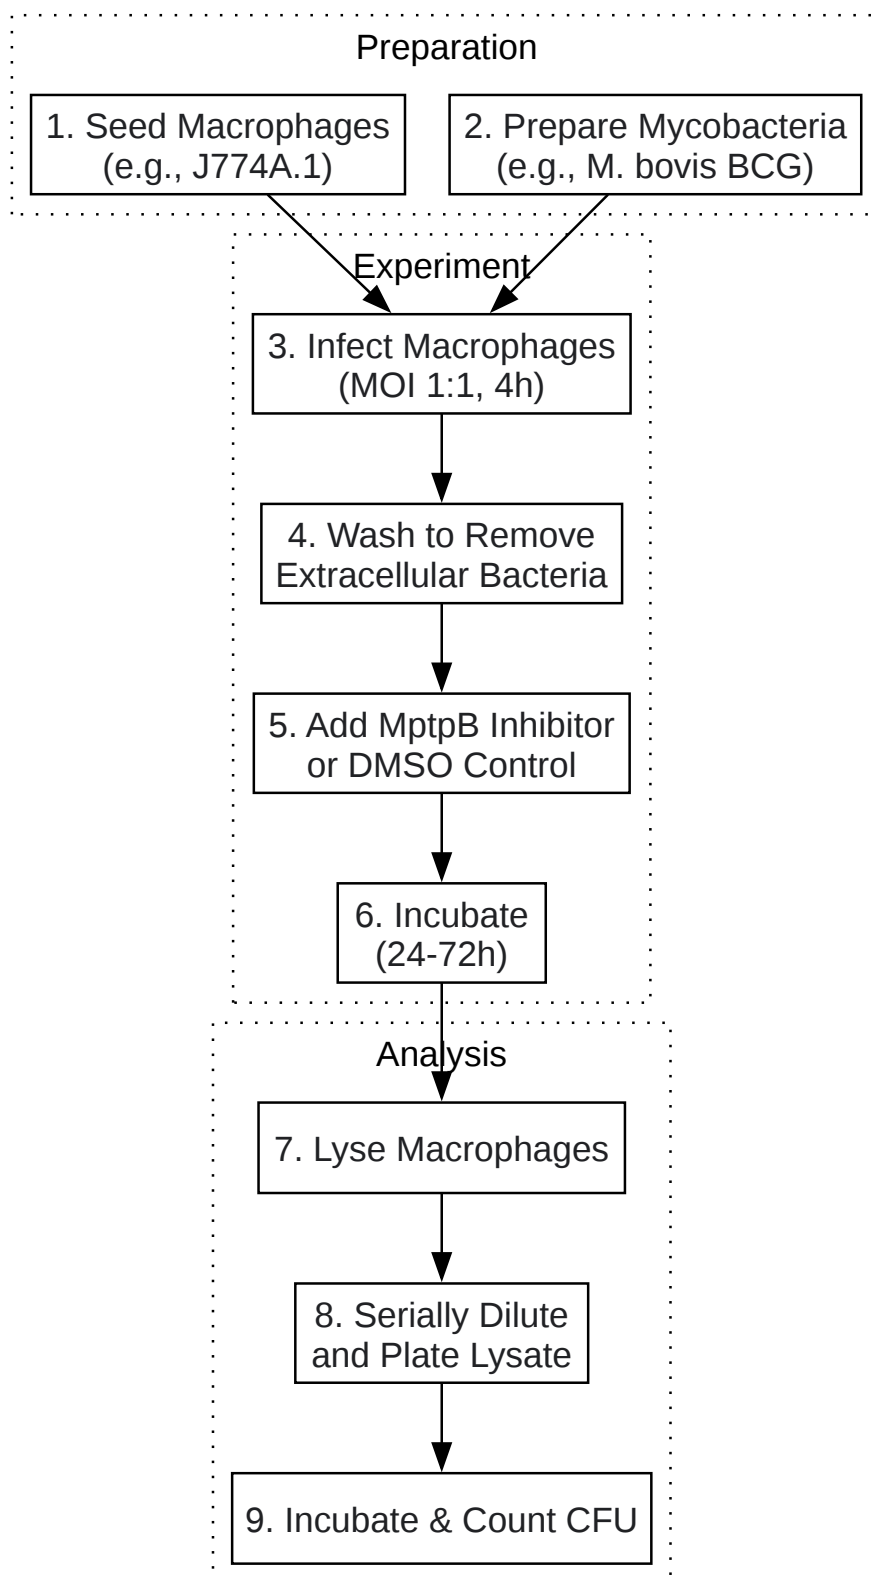 Preparation
1. Seed Macrophages
(e.g., J774A.1)
2. Prepare Mycobacteria
(e.g., M. bovis BCG)
Experiment
3. Infect Macrophages
(MOI 1:1, 4h)
4. Wash to Remove
Extracellular Bacteria
5. Add MptpB Inhibitor
or DMSO Control
6. Incubate
(24-72h)
Analysis
7. Lyse Macrophages
8. Serially Dilute
and Plate Lysate
9. Incubate & Count CFU